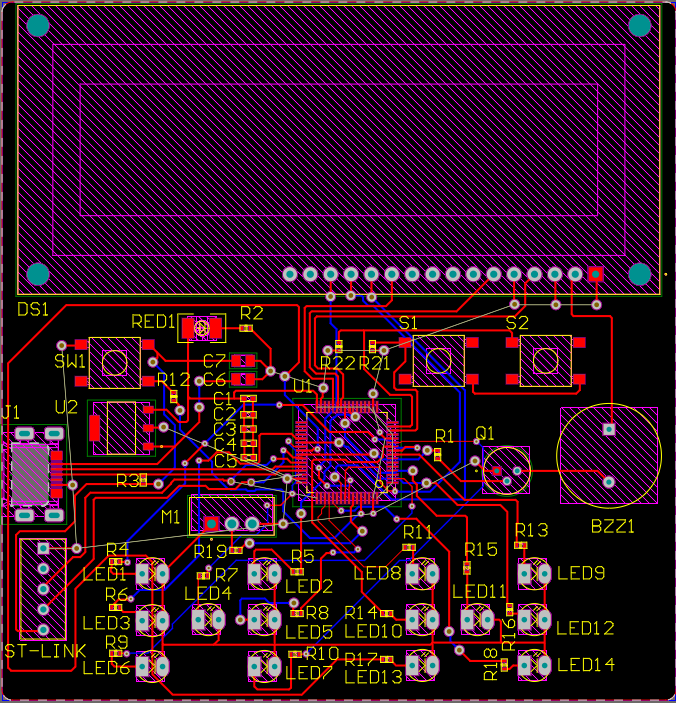 DS1
RED1 R2
S1 S2
SW1 R22 R21
C7
C6
R12 U1
J1 U2 C1
C2
C3
C4
C5
R1 Q1
R3
BZZ1
M1
R19 R11 R13
R4 R5 R15
LED1 R7 LED2 LED8 LED9
R6 LED4 LED11
LED3 R8 R14 R16 LED12
LED5 LED10
ST-LINK R9 R10 R17 R18
LED6 LED7 LED13 LED14